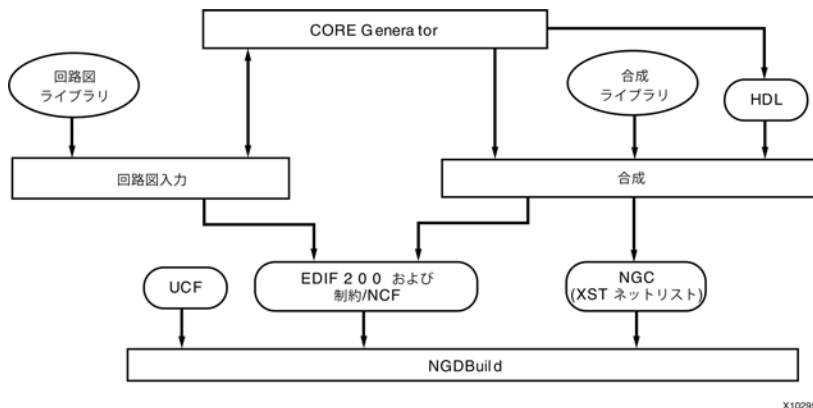 CORE Generator
回路図
ライブラリ
合成
ライブラリ
HDL
回路図入力
合成
UCF
EDIF 2 0 0 および
制約/NCF
NGC
(XST ネットリスト)
NGDBuild
X10295